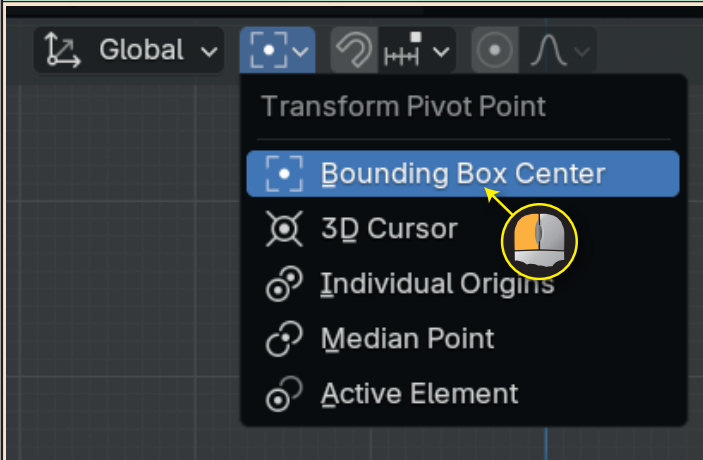 Global
Transform Pivot Point
Bounding Box Center
3D Cursor
Individual Origins
Median Point
Active Element